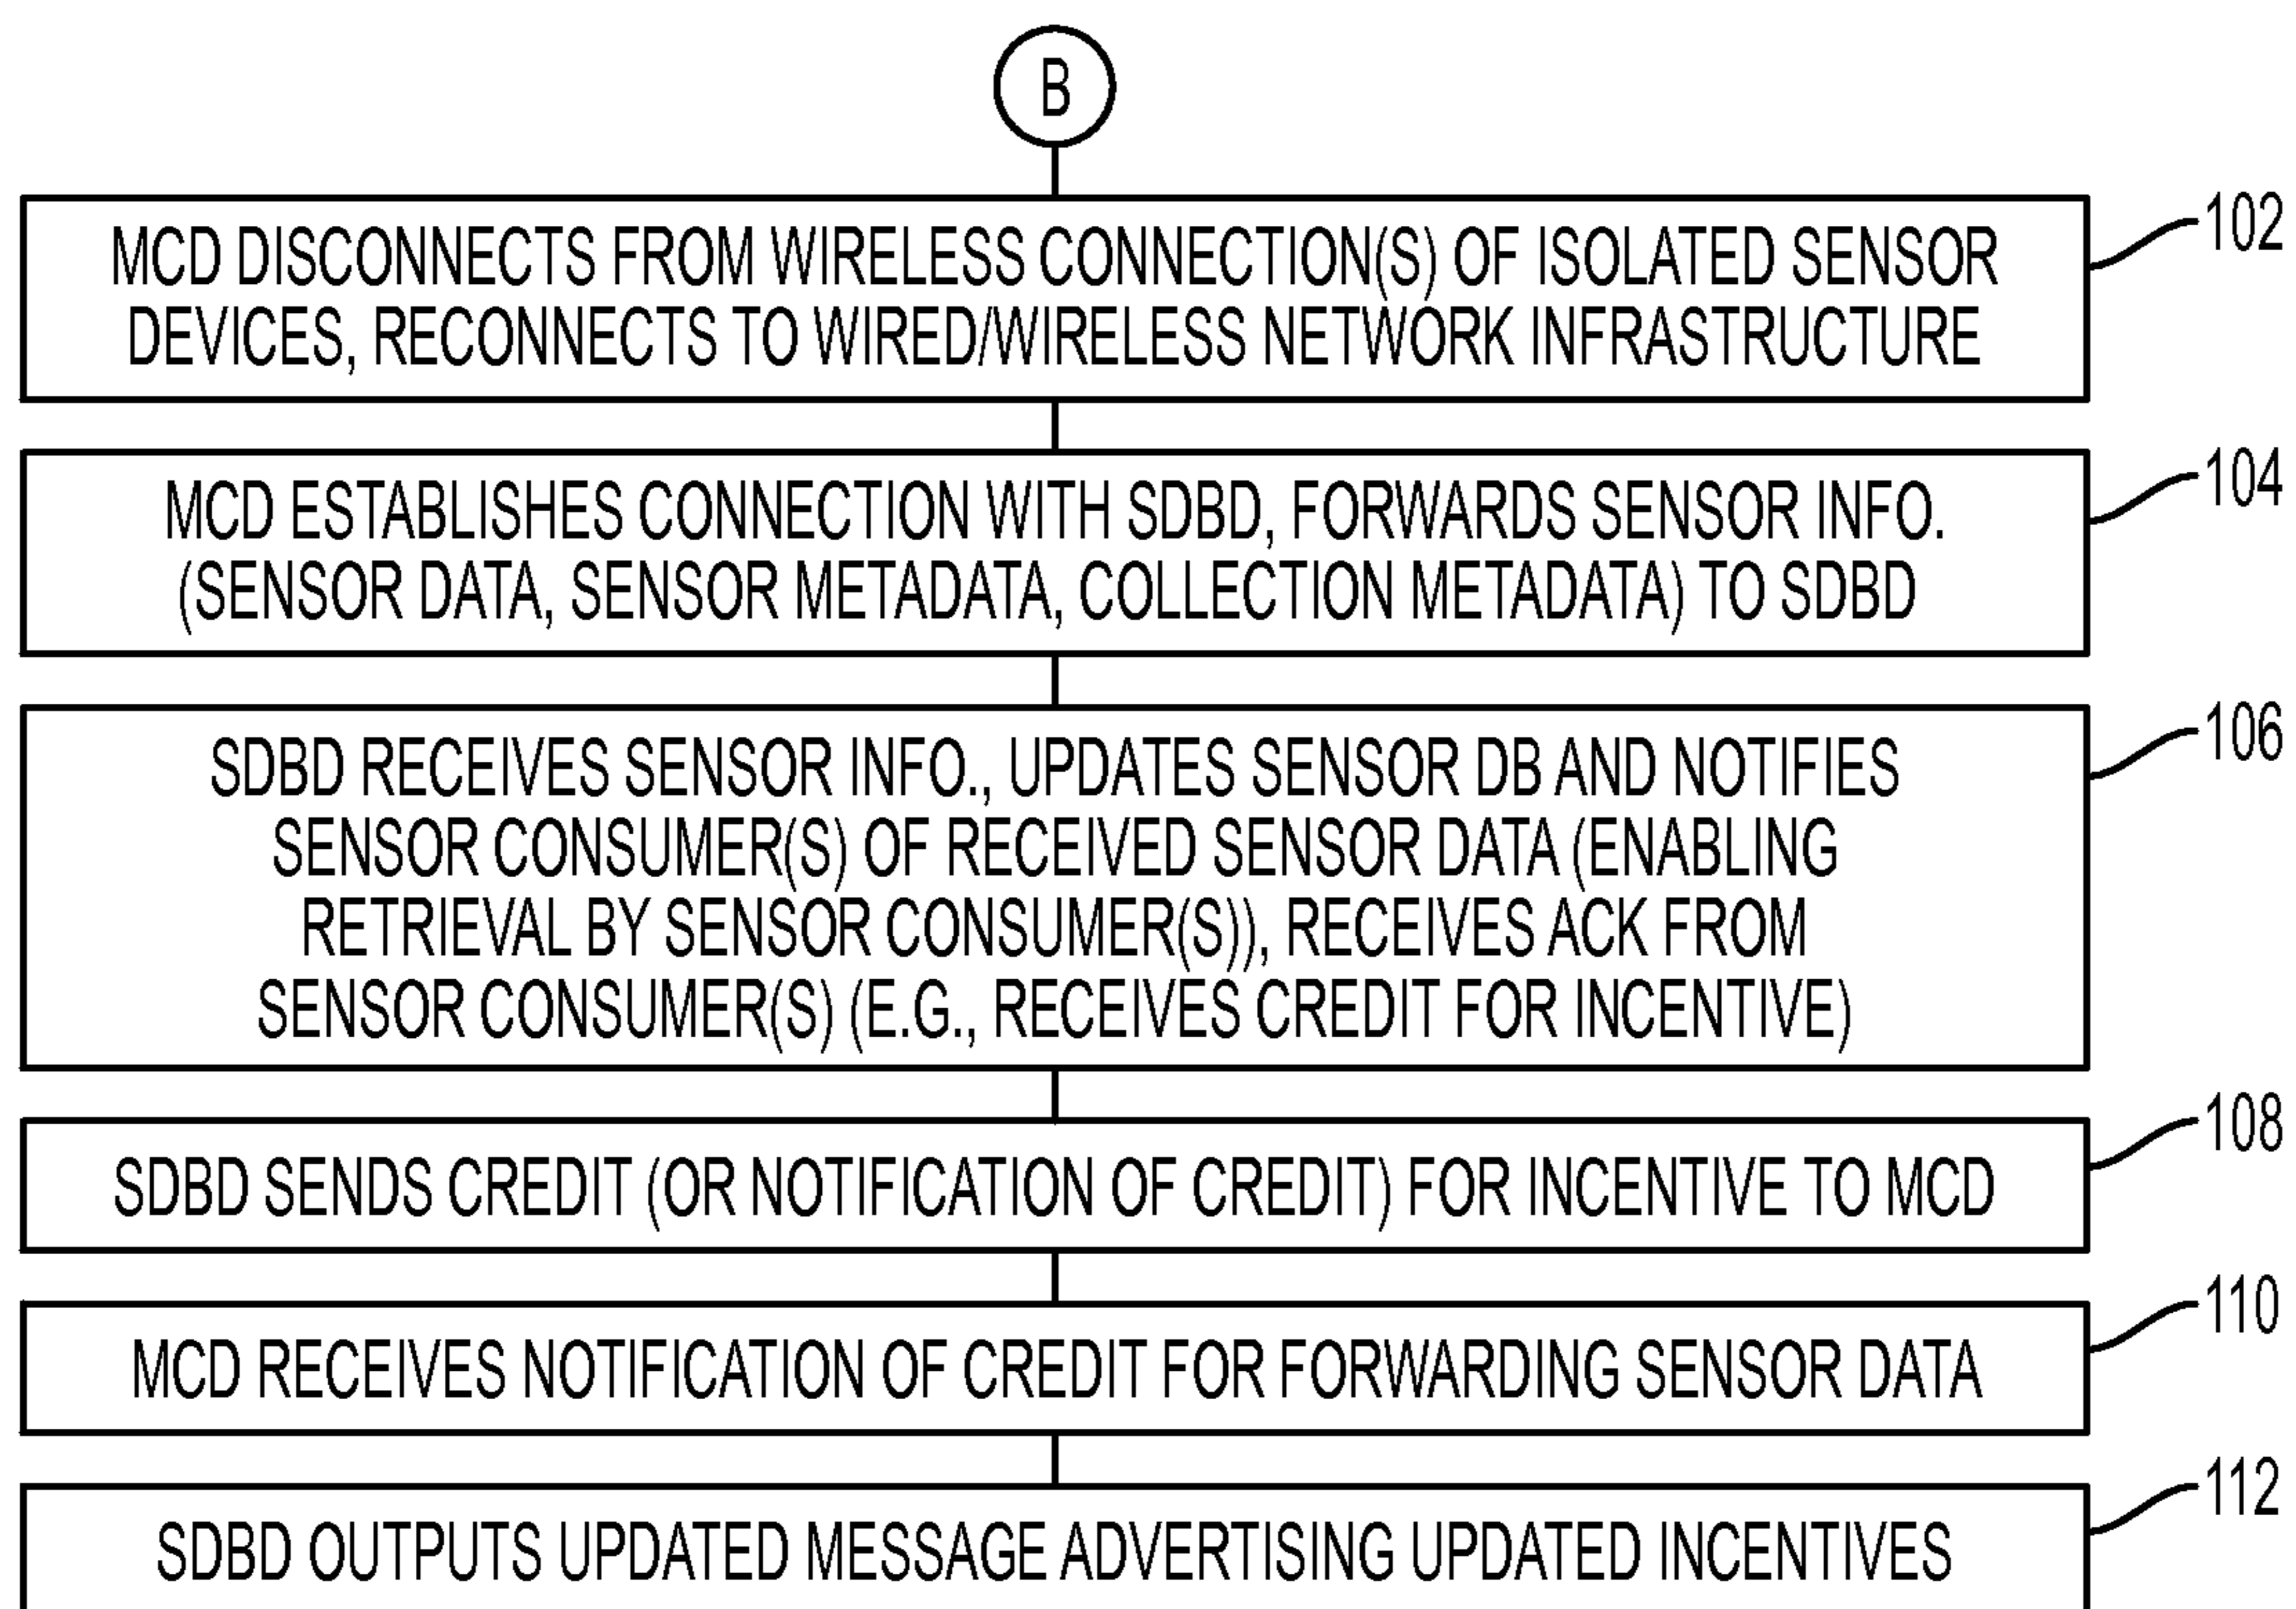 B
MCD DISCONNECTS FROM WIRELESS CONNECTION(S) OF ISOLATED SENSOR
DEVICES, RECONNECTS TO WIRED/WIRELESS NETWORK INFRASTRUCTURE
102
MCD ESTABLISHES CONNECTION WITH SDBD, FORWARDS SENSOR INFO.
(SENSOR DATA, SENSOR METADATA, COLLECTION METADATA) TO SDBD
104
SDBD RECEIVES SENSOR INFO., UPDATES SENSOR DB AND NOTIFIES
SENSOR CONSUMER(S) OF RECEIVED SENSOR DATA (ENABLING
RETRIEVAL BY SENSOR CONSUMER(S)), RECEIVES ACK FROM
SENSOR CONSUMER(S) (E.G., RECEIVES CREDIT FOR INCENTIVE)
106
SDBD SENDS CREDIT (OR NOTIFICATION OF CREDIT) FOR INCENTIVE TO MCD
108
MCD RECEIVES NOTIFICATION OF CREDIT FOR FORWARDING SENSOR DATA
110
SDBD OUTPUTS UPDATED MESSAGE ADVERTISING UPDATED INCENTIVES
112